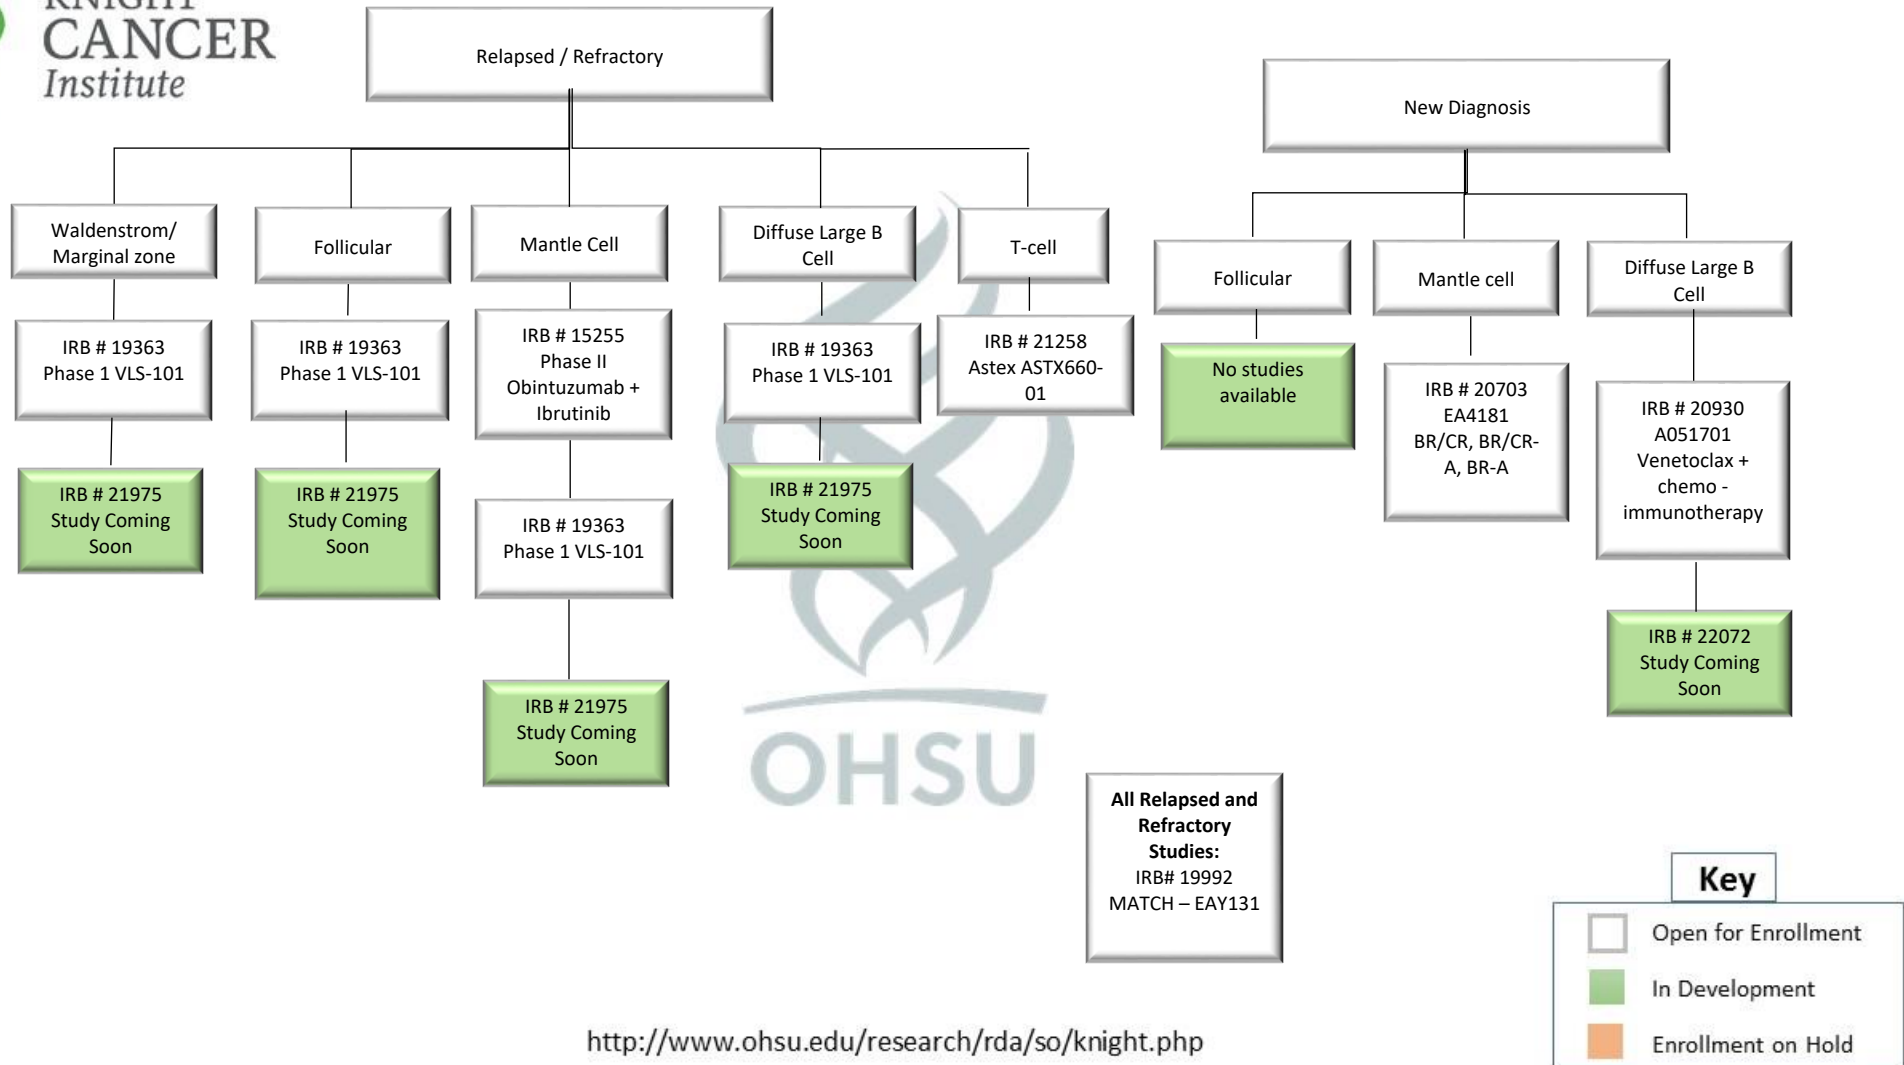 KNIGHT
CANCER
Institute
Relapsed / Refractory
Waldenstrom/
Marginal zone
IRB # 19363
Phase 1 VLS-101
IRB # 21975
Study Coming
Soon
Follicular
IRB # 19363
Phase 1 VLS-101
IRB # 21975
Study Coming
Soon
Mantle Cell
IRB # 15255
Phase II
Obintuzumab +
Ibrutinib
IRB # 19363
Phase 1 VLS-101
IRB # 21975
Study Coming
Soon
Diffuse Large B
Cell
IRB # 19363
Phase 1 VLS-101
IRB # 21975
Study Coming
Soon
T-cell
IRB # 21258
Astex ASTX660-
01
New Diagnosis
Follicular
No studies
available
Mantle cell
IRB # 20703
EA4181
BR/CR, BR/CR-
A, BR-A
Diffuse Large B
Cell
IRB # 20930
A051701
Venetoclax +
chemo -
immunotherapy
IRB # 22072
Study Coming
Soon
OHSU
All Relapsed and
Refractory
Studies:
IRB# 19992
MATCH – EAY131
Key
Open for Enrollment
In Development
Enrollment on Hold
http://www.ohsu.edu/research/rda/so/knight.php